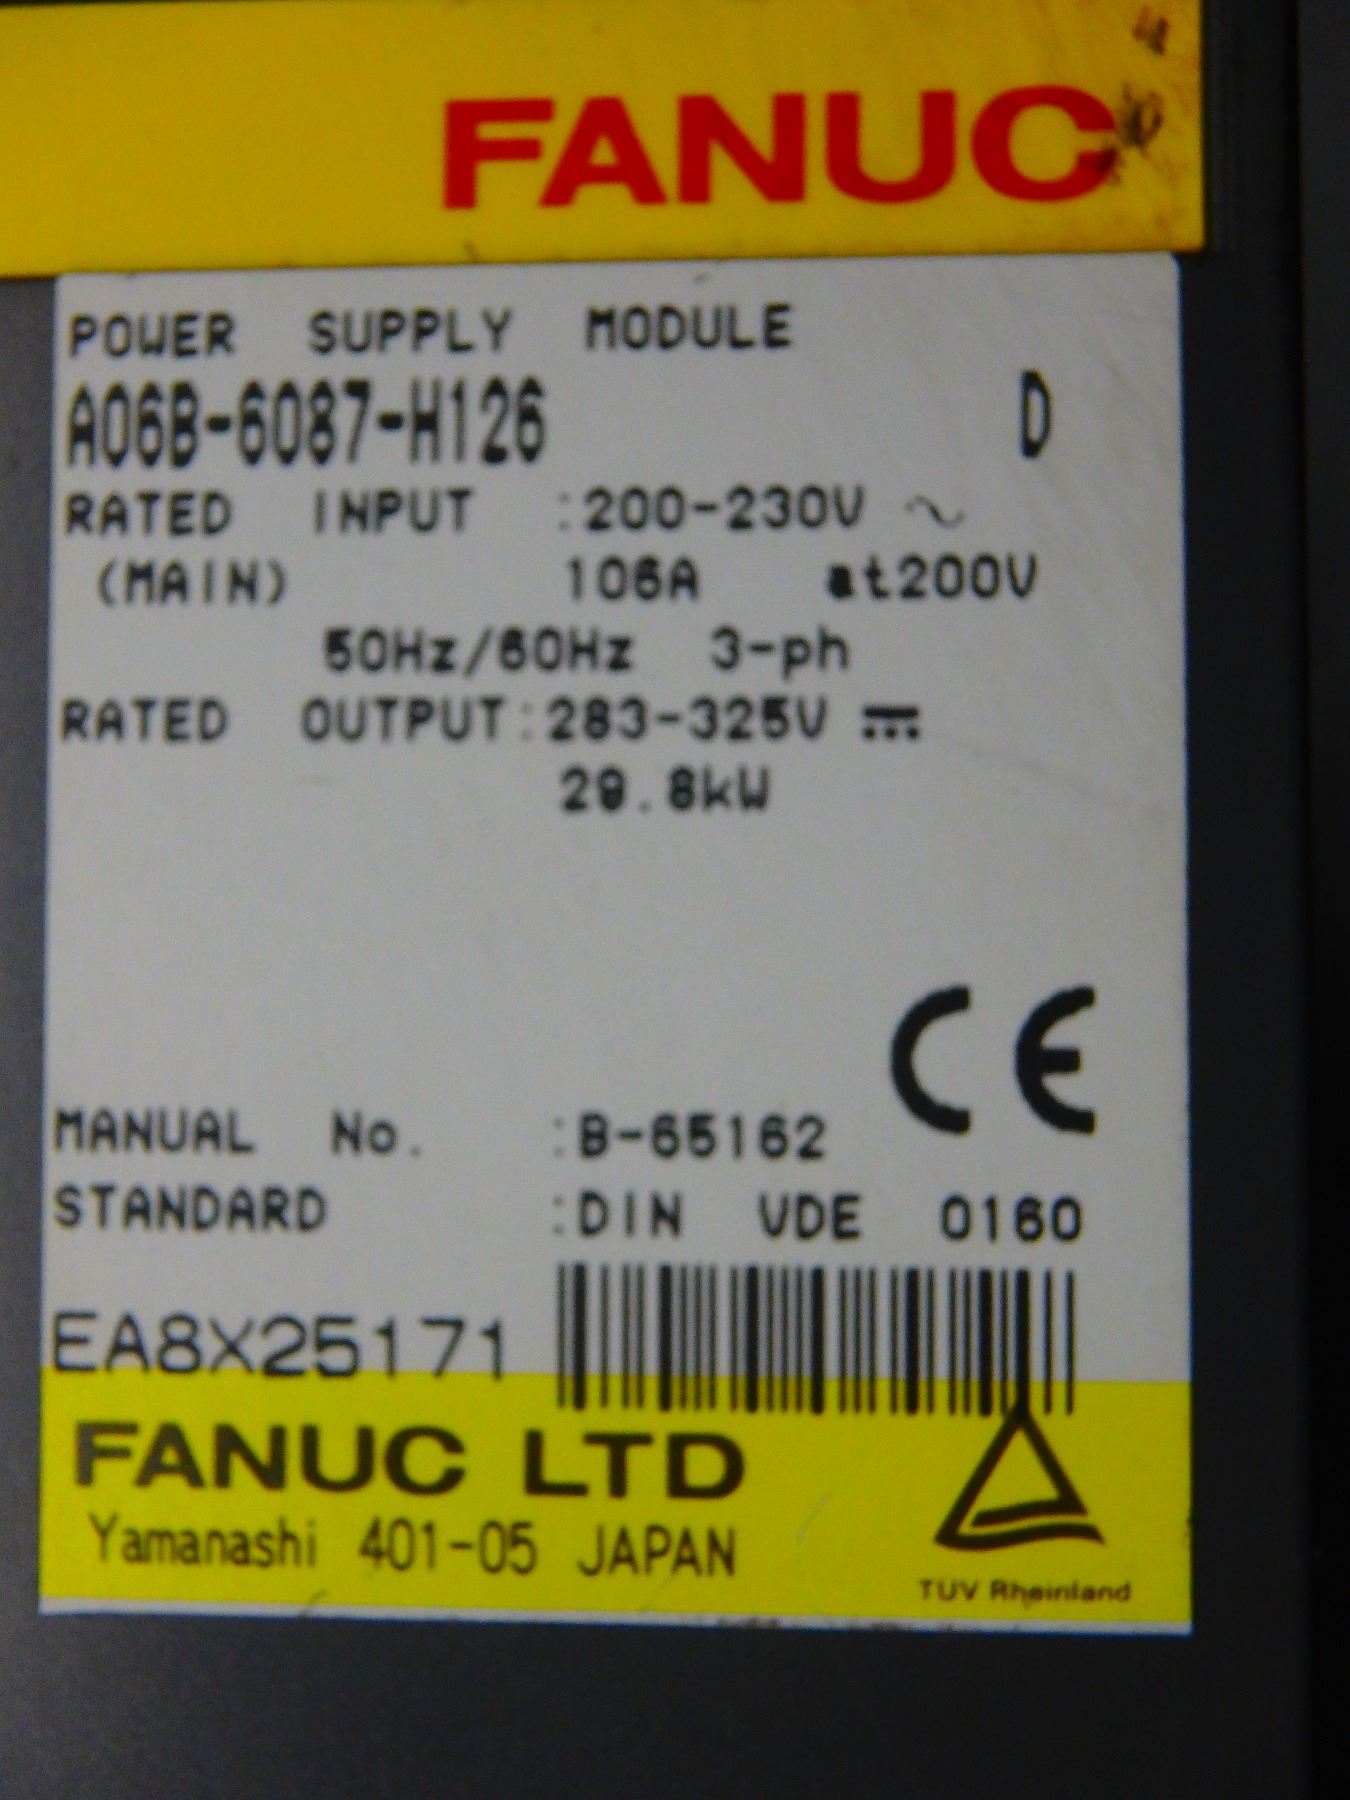 FANUC
POWER SUPPLY MODULE
A06B-6087-H126 D
RATED INPUT :200-230V ~
(MAIN) 106A at200V
50Hz/60Hz 3-ph
RATED OUTPUT:283-325V ⎓
29.8kW
CE
MANUAL No. :B-65162
STANDARD :DIN VDE 0160
EA8X25171
FANUC LTD
Yamanashi 401-05 JAPAN
TUV Rheinland